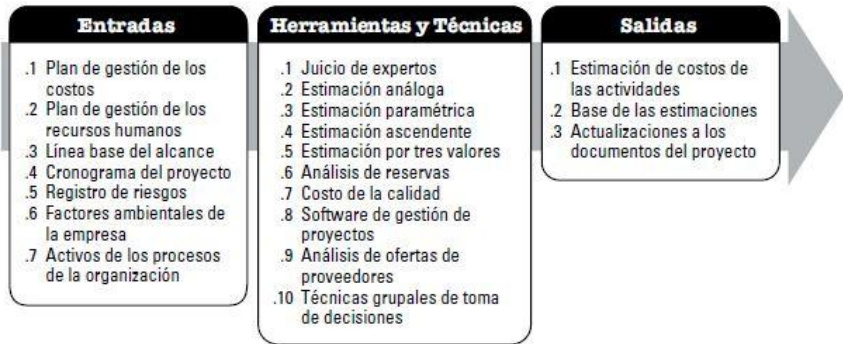 Entradas
.1 Plan de gestión de los
costos
.2 Plan de gestión de los
recursos humanos
.3 Línea base del alcance
.4 Cronograma del proyecto
.5 Registro de riesgos
.6 Factores ambientales de
la empresa
.7 Activos de los procesos
de la organización
Herramientas y Técnicas
.1 Juicio de expertos
.2 Estimación análoga
.3 Estimación paramétrica
.4 Estimación ascendente
.5 Estimación por tres valores
.6 Análisis de reservas
.7 Costo de la calidad
.8 Software de gestión de
proyectos
.9 Análisis de ofertas de
proveedores
.10 Técnicas grupales de toma
de decisiones
Salidas
.1 Estimación de costos de
las actividades
.2 Base de las estimaciones
.3 Actualizaciones a los
documentos del proyecto